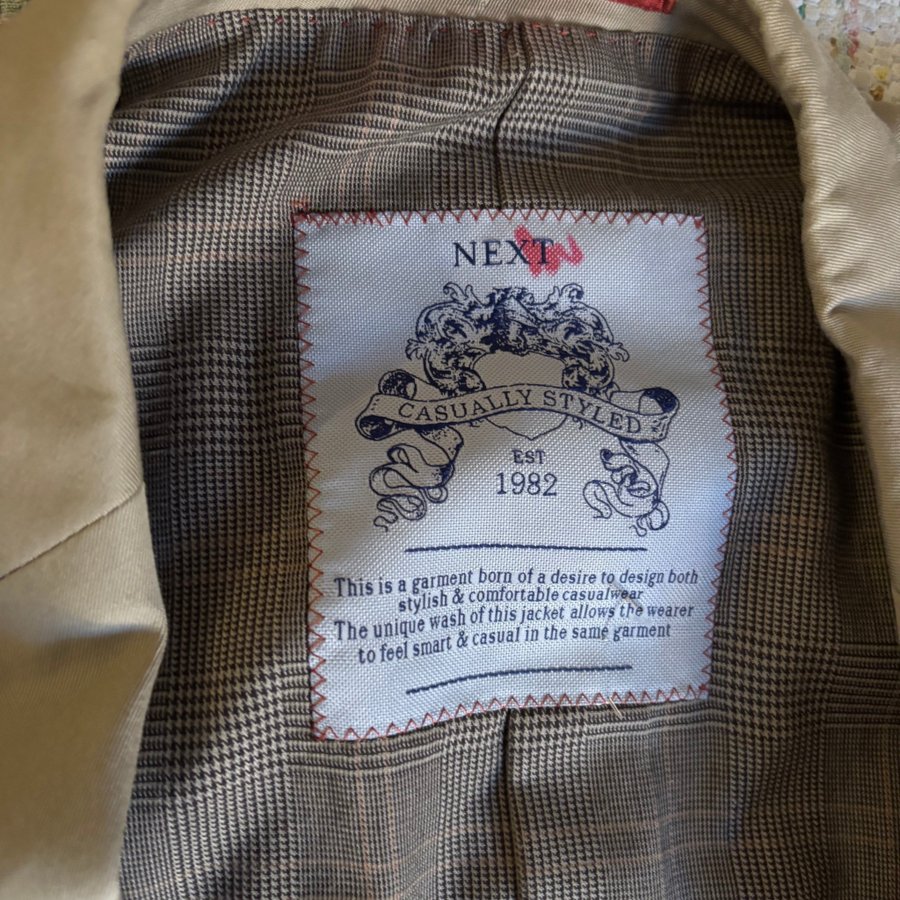 NEXT
CASUALLY STYLED
EST
1982
This is a garment born of a desire to design both
stylish & comfortable casualwear
The unique wash of this jacket allows the wearer
to feel smart & casual in the same garment